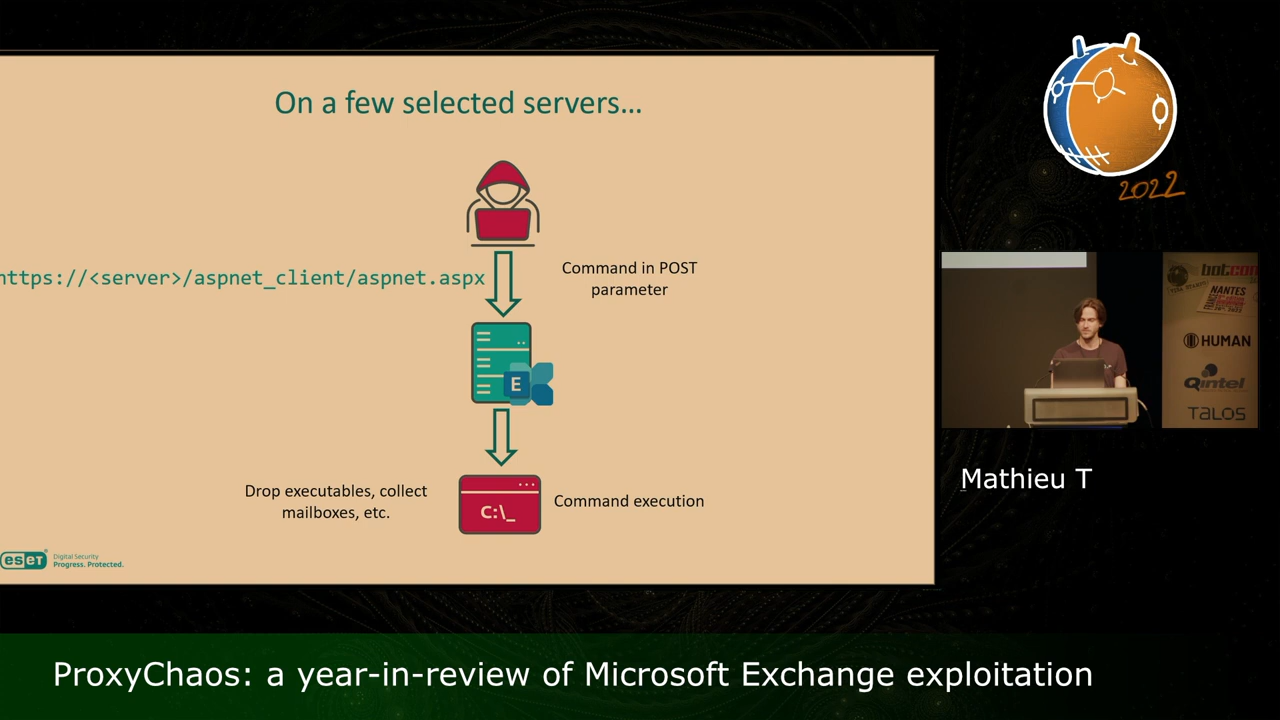 On a few selected servers...
2022
https://<server>/aspnet_client/aspnet.aspx
Command in POST
parameter
E
botcon
NANTES
HUMAN
Qintel
TALOS
Mathieu T
Drop executables, collect
mailboxes, etc.
C:\_
Command execution
eseT
Digital Security
Progress. Protected.
ProxyChaos: a year-in-review of Microsoft Exchange exploitation